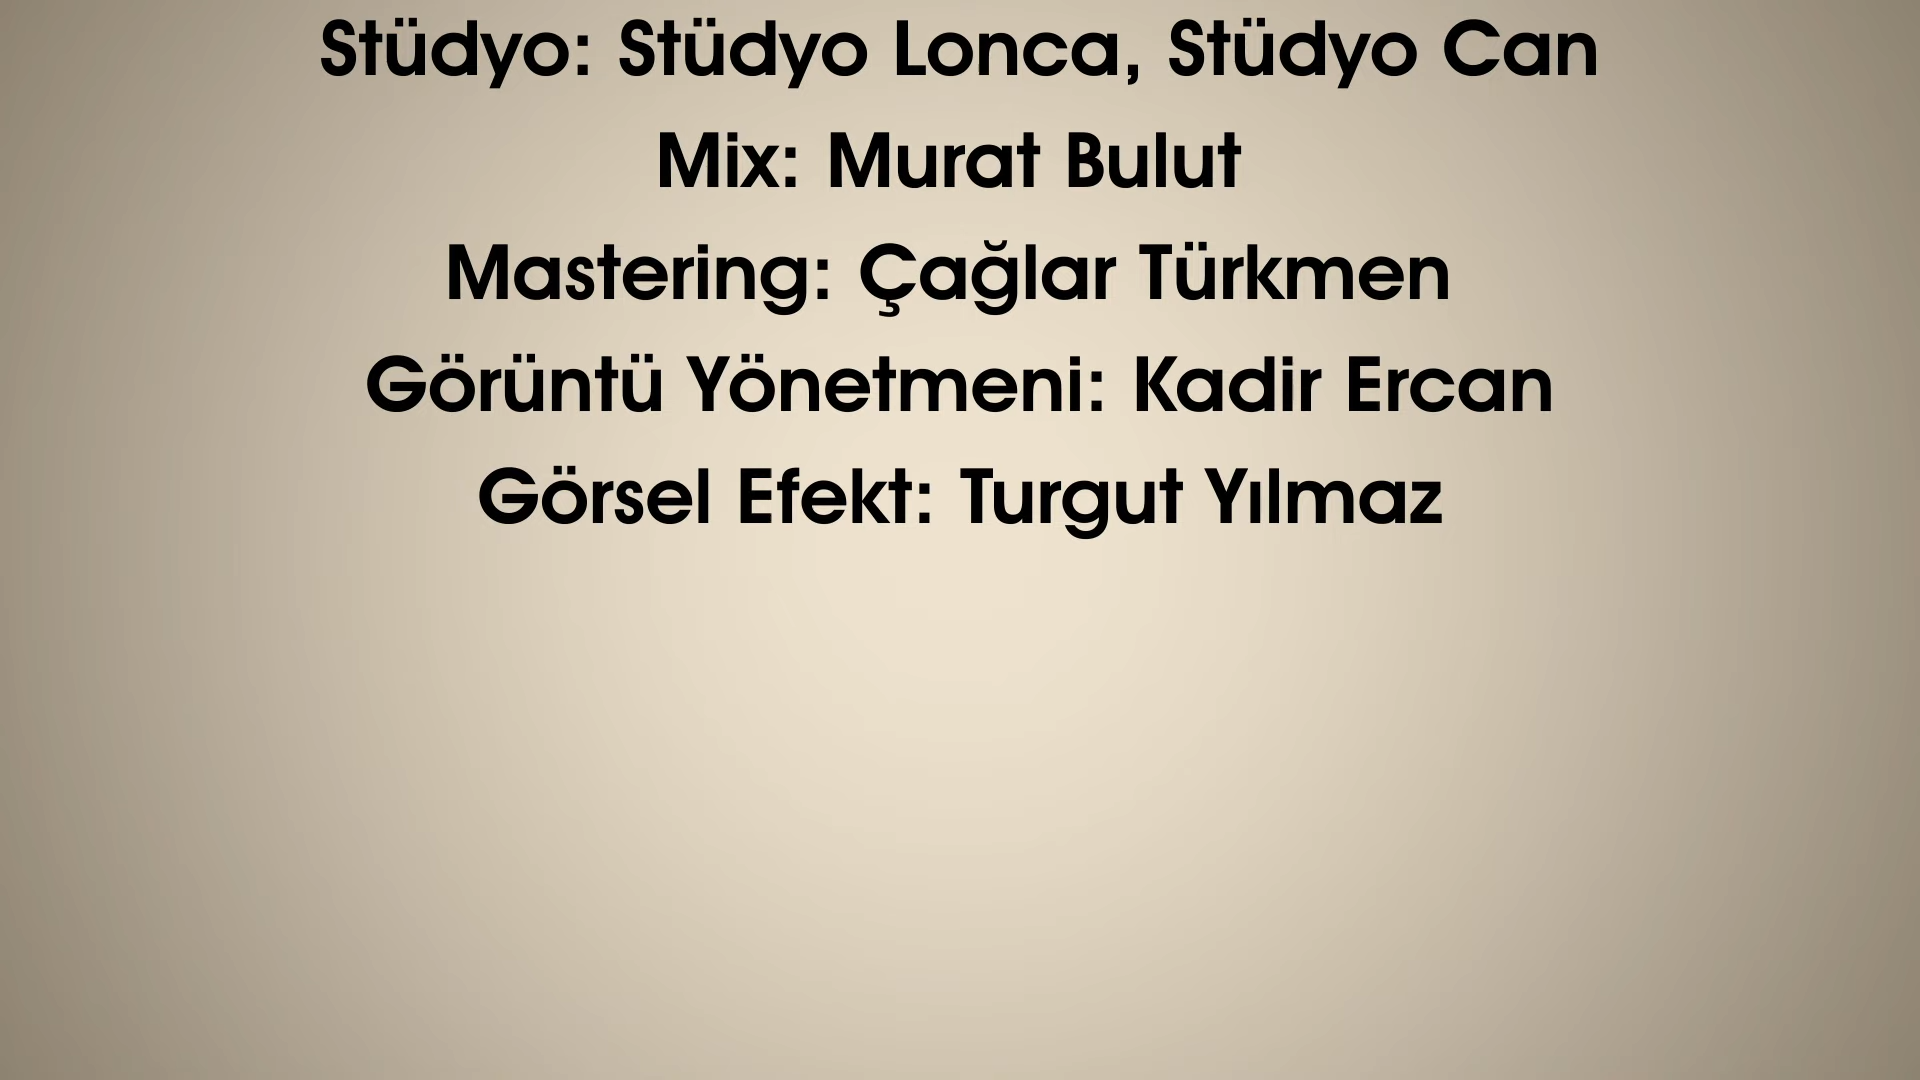 Stüdyo: Stüdyo Lonca, Stüdyo Can
Mix: Murat Bulut
Mastering: Çağlar Türkmen
Görüntü Yönetmeni: Kadir Ercan
Görsel Efekt: Turgut Yılmaz